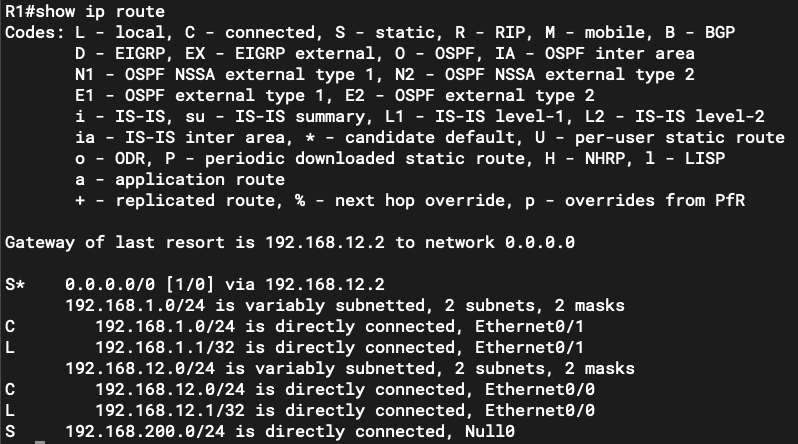 R1#show ip route
Codes: L - local, C - connected, S - static, R - RIP, M - mobile, B - BGP
       D - EIGRP, EX - EIGRP external, O - OSPF, IA - OSPF inter area
       N1 - OSPF NSSA external type 1, N2 - OSPF NSSA external type 2
       E1 - OSPF external type 1, E2 - OSPF external type 2
       i - IS-IS, su - IS-IS summary, L1 - IS-IS level-1, L2 - IS-IS level-2
       ia - IS-IS inter area, * - candidate default, U - per-user static route
       o - ODR, P - periodic downloaded static route, H - NHRP, l - LISP
       a - application route
       + - replicated route, % - next hop override, p - overrides from PfR
Gateway of last resort is 192.168.12.2 to network 0.0.0.0
S*    0.0.0.0/0 [1/0] via 192.168.12.2
      192.168.1.0/24 is variably subnetted, 2 subnets, 2 masks
C        192.168.1.0/24 is directly connected, Ethernet0/1
L        192.168.1.1/32 is directly connected, Ethernet0/1
      192.168.12.0/24 is variably subnetted, 2 subnets, 2 masks
C        192.168.12.0/24 is directly connected, Ethernet0/0
L        192.168.12.1/32 is directly connected, Ethernet0/0
S     192.168.200.0/24 is directly connected, Null0